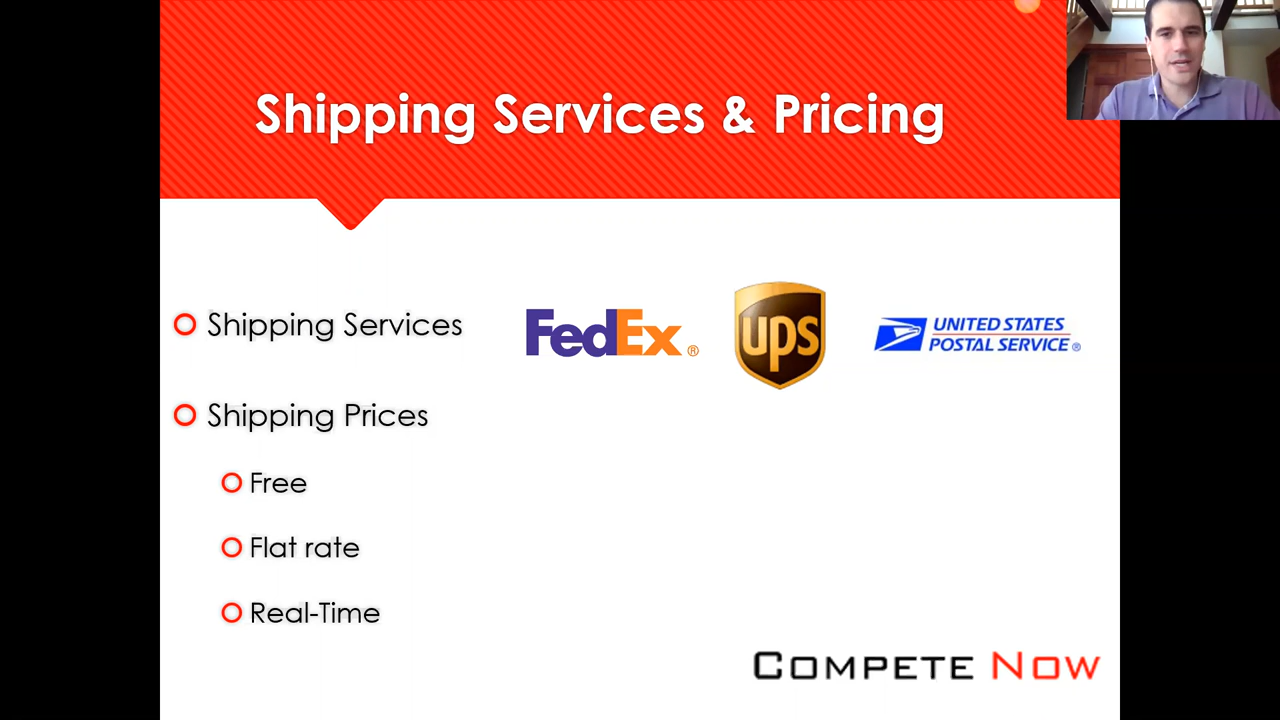 Shipping Services & Pricing
Shipping Services
FedEx®
ups
UNITED STATES
POSTAL SERVICE®
Shipping Prices
Free
Flat rate
Real-Time
COMPETE NOW